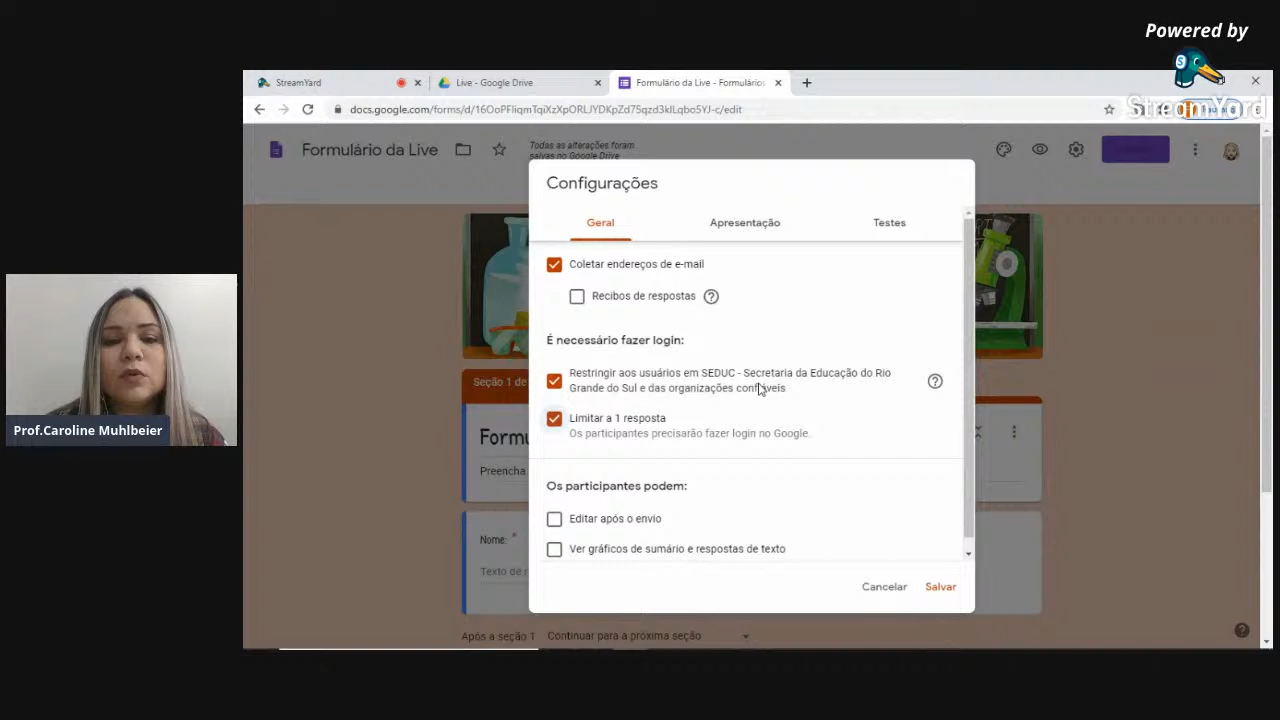 Powered by
StreamYard
StreamYard
Live - Google Drive
Formulário da Live - Formulários
docs.google.com/forms/d/16OoPFliqmTqiXzXpORLJYDKpZd75qzd3kILqbo5YJ-c/edit
Formulário da Live
Todas as alterações foram
salvas no Google Drive
Configurações
Geral
Apresentação
Testes
Coletar endereços de e-mail
Recibos de respostas
É necessário fazer login:
Restringir aos usuários em SEDUC - Secretaria da Educação do Rio
Grande do Sul e das organizações confiáveis
Limitar a 1 resposta
Os participantes precisarão fazer login no Google.
Os participantes podem:
Editar após o envio
Ver gráficos de sumário e respostas de texto
Cancelar
Salvar
Seção 1 de
Formu
Preencha
Nome: *
Texto de r
Após a seção 1
Continuar para a próxima seção
Prof.Caroline Muhlbeier